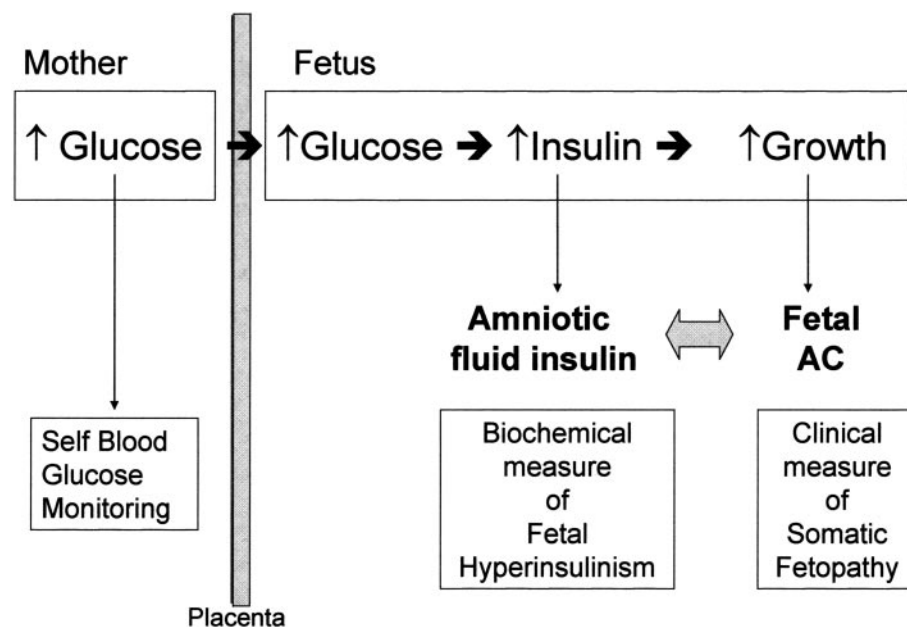 Mother
Fetus
↑ Glucose ➔ ↑Glucose ➔ ↑Insulin ➔ ↑Growth
Amniotic
fluid insulin
Fetal
AC
Self Blood
Glucose
Monitoring
Biochemical
measure
of
Fetal
Hyperinsulinism
Clinical
measure
of
Somatic
Fetopathy
Placenta